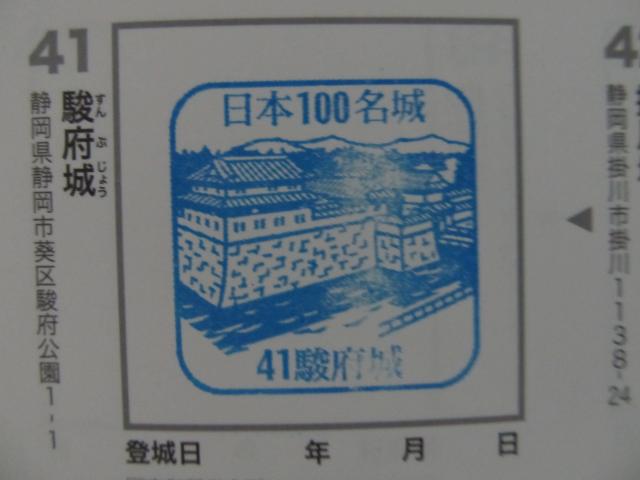 41
駿府城
すんぷじょう
静岡県静岡市葵区駿府公園1-1
日本100名城
41駿府城
登城日 年 月 日
静岡県掛川市掛川1138-24